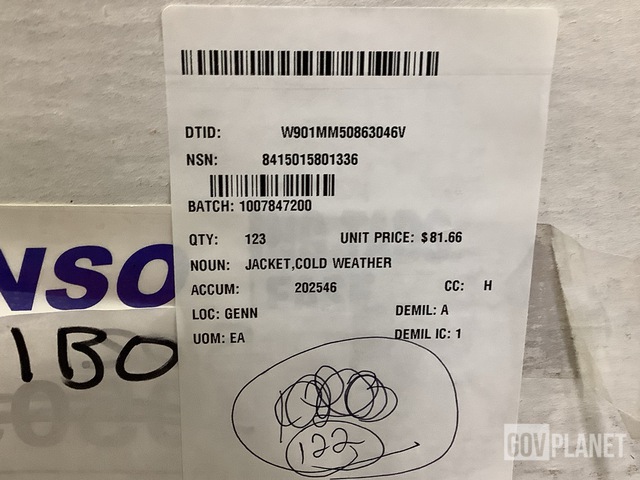 DTID: W901MM50863046V
NSN: 8415015801336
BATCH: 1007847200
QTY: 123 UNIT PRICE: $81.66
NOUN: JACKET,COLD WEATHER
ACCUM: 202546 CC: H
LOC: GENN DEMIL: A
UOM: EA DEMIL IC: 1
NSO
1BO
122
GOVPLANET